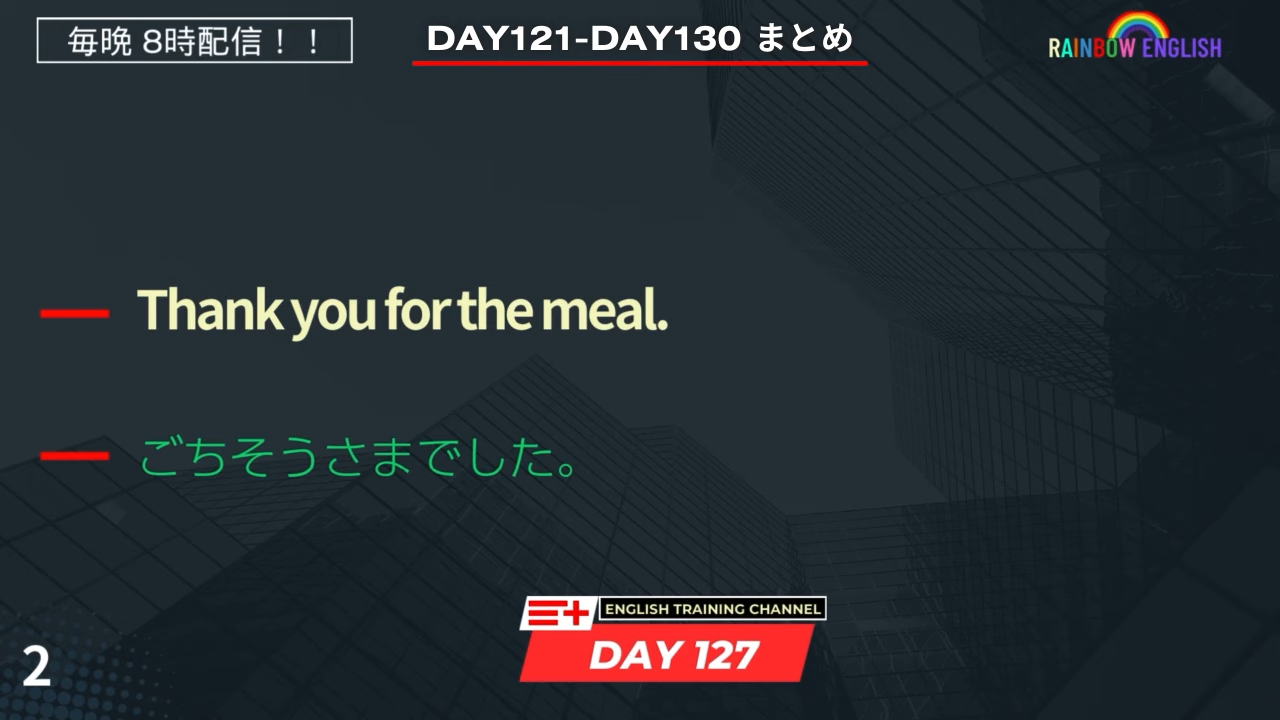 毎晩 8時配信！！
DAY121-DAY130 まとめ
RAINBOW ENGLISH
Thank you for the meal.
ごちそうさまでした。
ENGLISH TRAINING CHANNEL
DAY 127
2